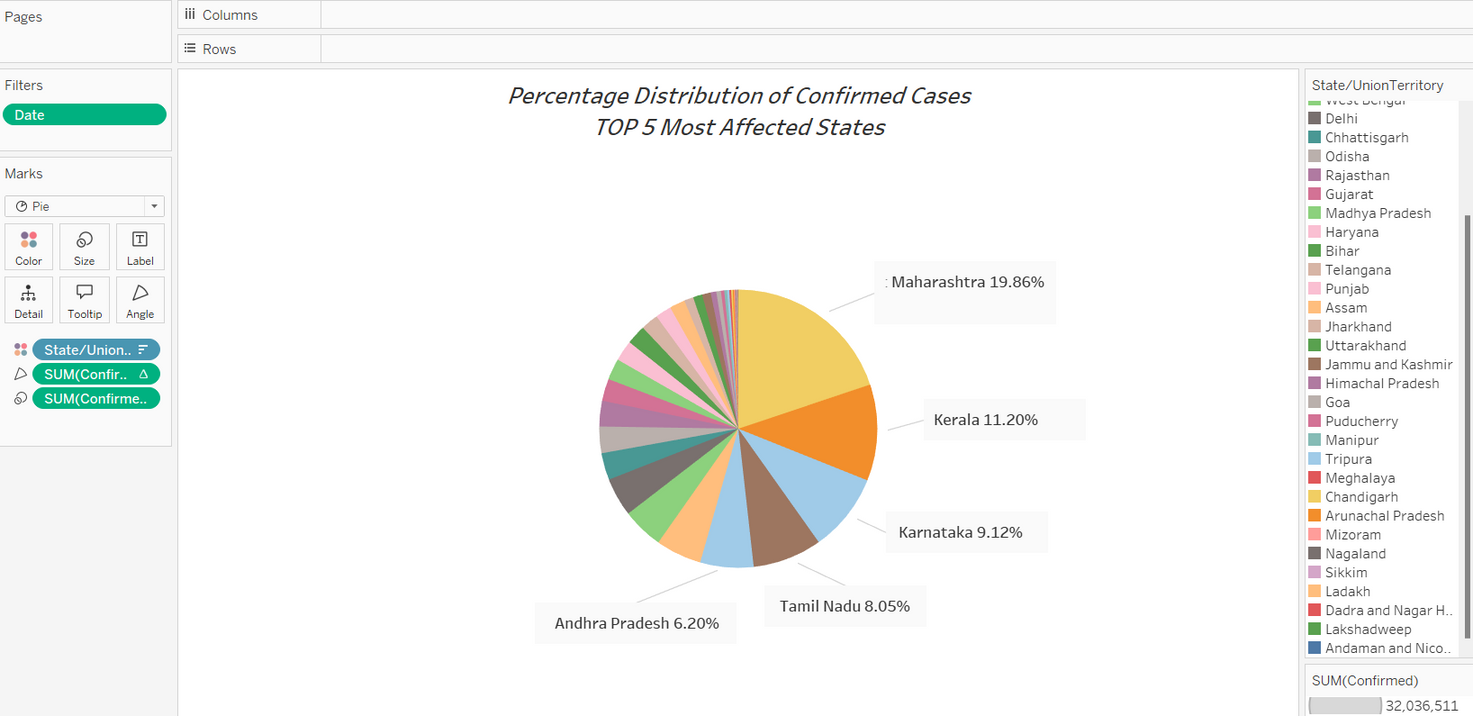 Pages
Columns
Rows
Filters
Date
Marks
Pie
Color
Size
Label
Detail
Tooltip
Angle
State/Union..
SUM(Confir.. Δ
SUM(Confirme..
Percentage Distribution of Confirmed Cases
TOP 5 Most Affected States
: Maharashtra 19.86%
Kerala 11.20%
Karnataka 9.12%
Tamil Nadu 8.05%
Andhra Pradesh 6.20%
State/UnionTerritory
West Bengal
Delhi
Chhattisgarh
Odisha
Rajasthan
Gujarat
Madhya Pradesh
Haryana
Bihar
Telangana
Punjab
Assam
Jharkhand
Uttarakhand
Jammu and Kashmir
Himachal Pradesh
Goa
Puducherry
Manipur
Tripura
Meghalaya
Chandigarh
Arunachal Pradesh
Mizoram
Nagaland
Sikkim
Ladakh
Dadra and Nagar H..
Lakshadweep
Andaman and Nico..
SUM(Confirmed)
32,036,511